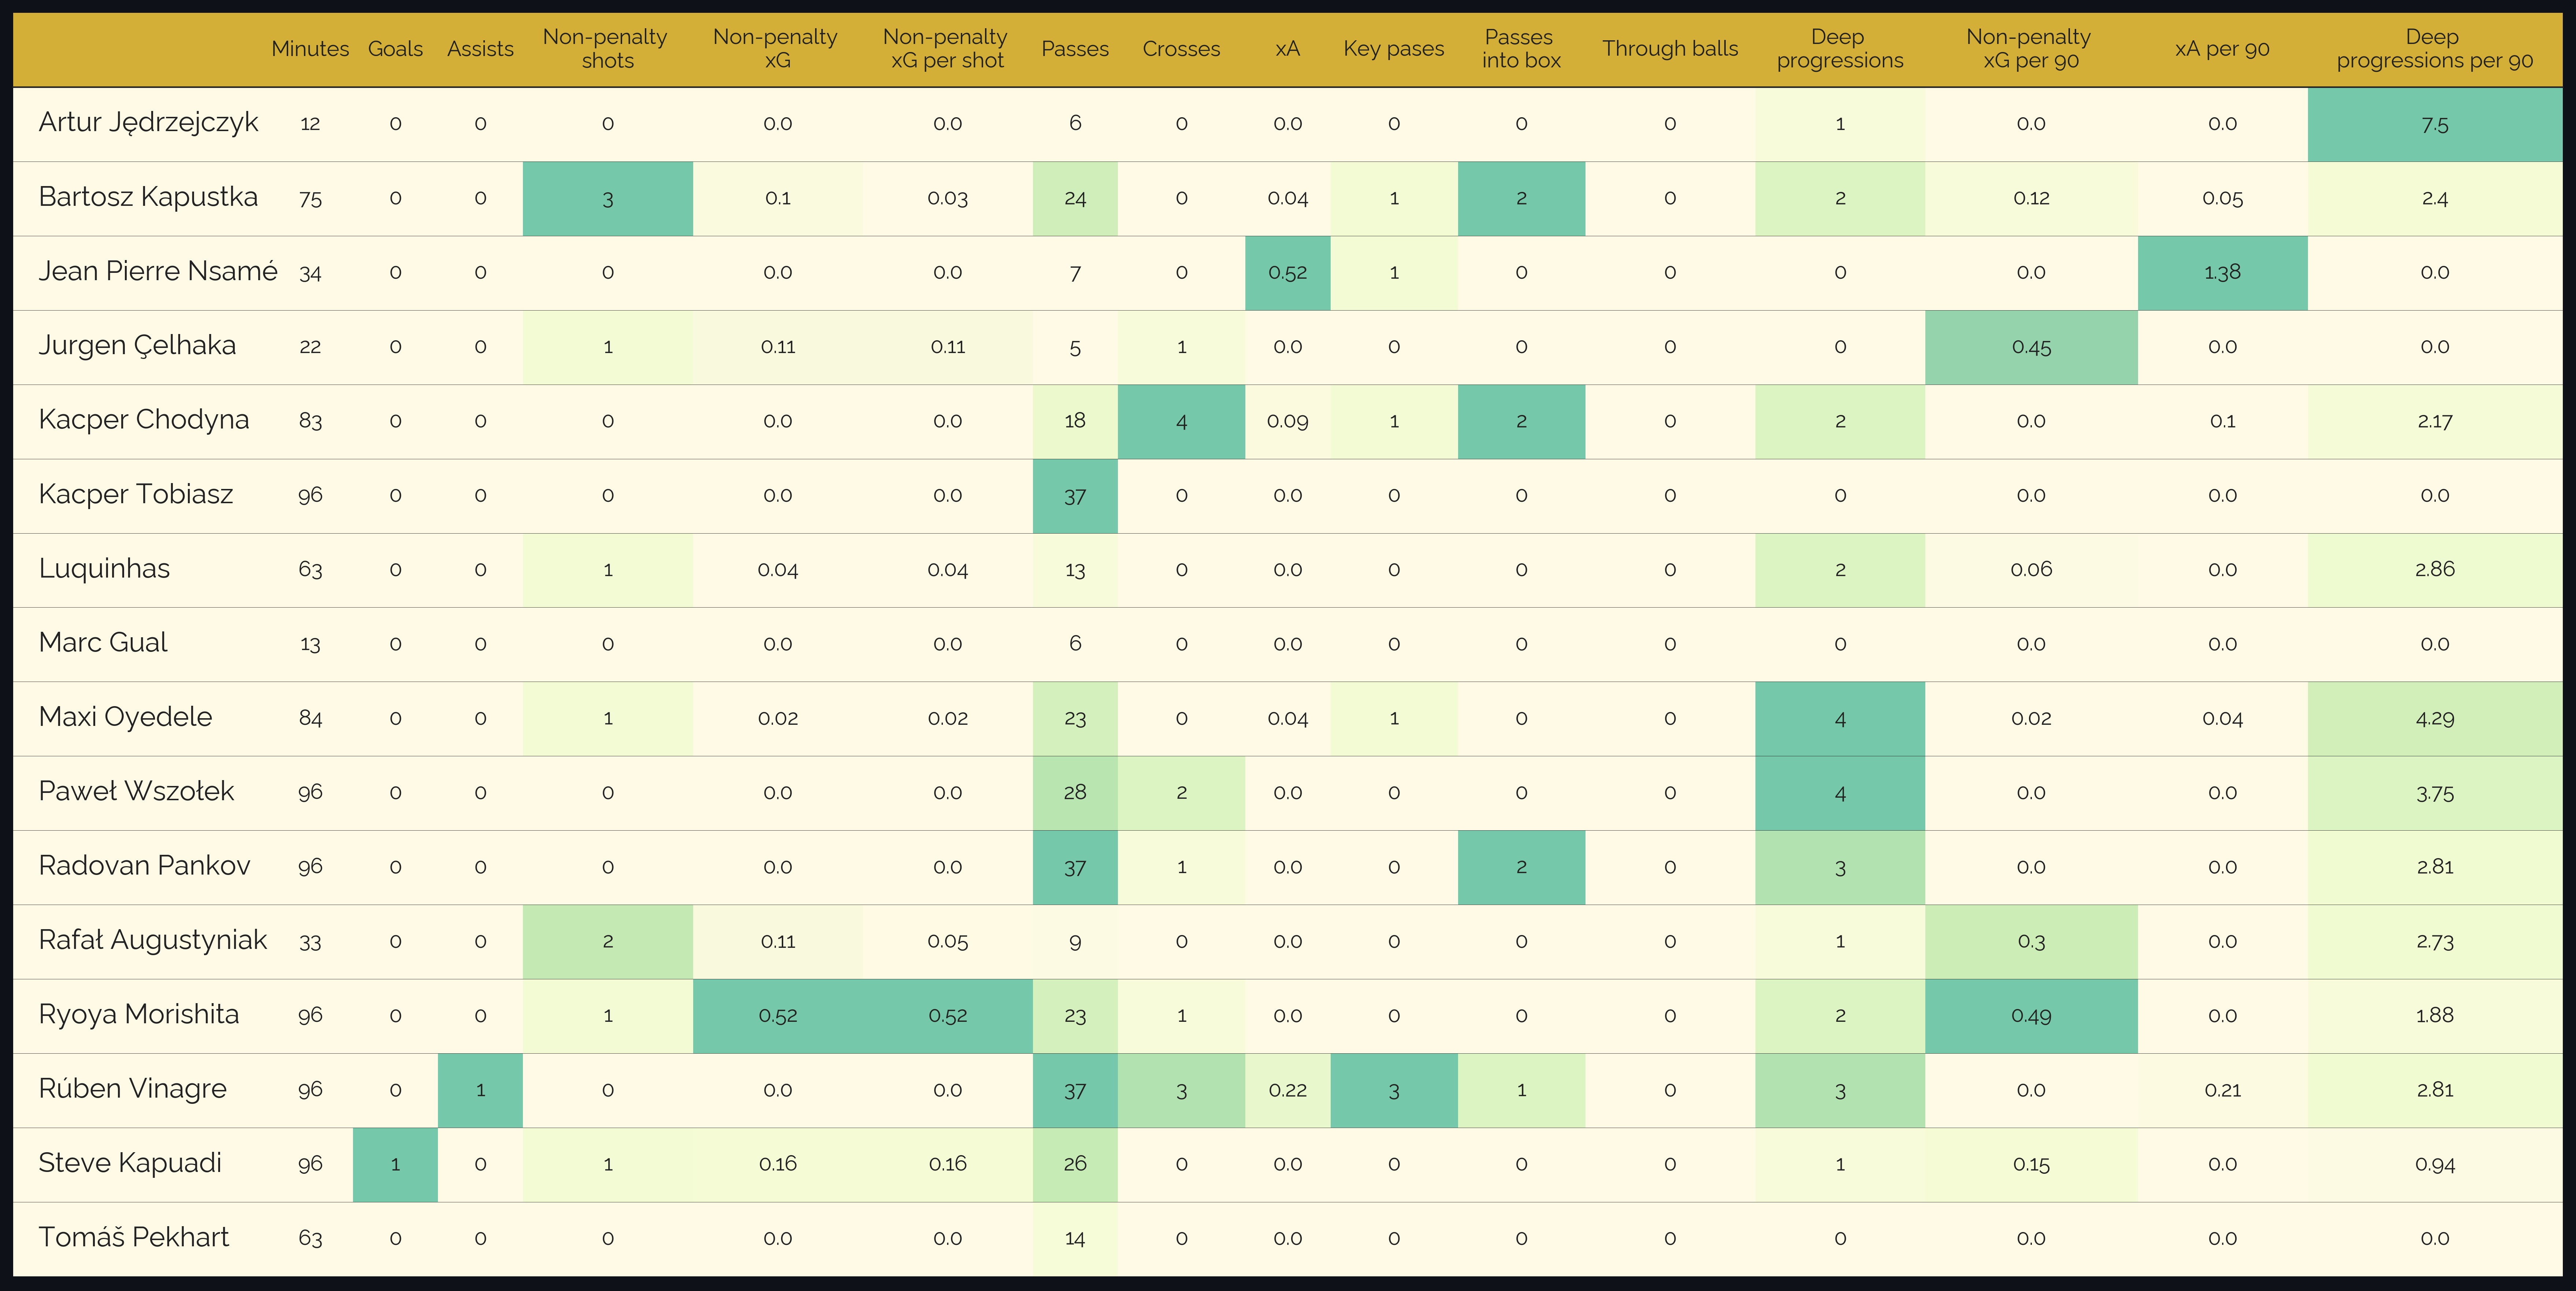 Minutes Goals Assists Non-penalty shots Non-penalty xG Non-penalty xG per shot Passes Crosses xA Key pases Passes into box Through balls Deep progressions Non-penalty xG per 90 xA per 90 Deep progressions per 90
Artur Jędrzejczyk 12 0 0 0 0.0 0.0 6 0 0.0 0 0 0 1 0.0 0.0 7.5
Bartosz Kapustka 75 0 0 3 0.1 0.03 24 0 0.04 1 2 0 2 0.12 0.05 2.4
Jean Pierre Nsamé 34 0 0 0 0.0 0.0 7 0 0.52 1 0 0 0 0.0 1.38 0.0
Jurgen Çelhaka 22 0 0 1 0.11 0.11 5 1 0.0 0 0 0 0 0.45 0.0 0.0
Kacper Chodyna 83 0 0 0 0.0 0.0 18 4 0.09 1 2 0 2 0.0 0.1 2.17
Kacper Tobiasz 96 0 0 0 0.0 0.0 37 0 0.0 0 0 0 0 0.0 0.0 0.0
Luquinhas 63 0 0 1 0.04 0.04 13 0 0.0 0 0 0 2 0.06 0.0 2.86
Marc Gual 13 0 0 0 0.0 0.0 6 0 0.0 0 0 0 0 0.0 0.0 0.0
Maxi Oyedele 84 0 0 1 0.02 0.02 23 0 0.04 1 0 0 4 0.02 0.04 4.29
Paweł Wszołek 96 0 0 0 0.0 0.0 28 2 0.0 0 0 0 4 0.0 0.0 3.75
Radovan Pankov 96 0 0 0 0.0 0.0 37 1 0.0 0 2 0 3 0.0 0.0 2.81
Rafał Augustyniak 33 0 0 2 0.11 0.05 9 0 0.0 0 0 0 1 0.3 0.0 2.73
Ryoya Morishita 96 0 0 1 0.52 0.52 23 1 0.0 0 0 0 2 0.49 0.0 1.88
Rúben Vinagre 96 0 1 0 0.0 0.0 37 3 0.22 3 1 0 3 0.0 0.21 2.81
Steve Kapuadi 96 1 0 1 0.16 0.16 26 0 0.0 0 0 0 1 0.15 0.0 0.94
Tomáš Pekhart 63 0 0 0 0.0 0.0 14 0 0.0 0 0 0 0 0.0 0.0 0.0